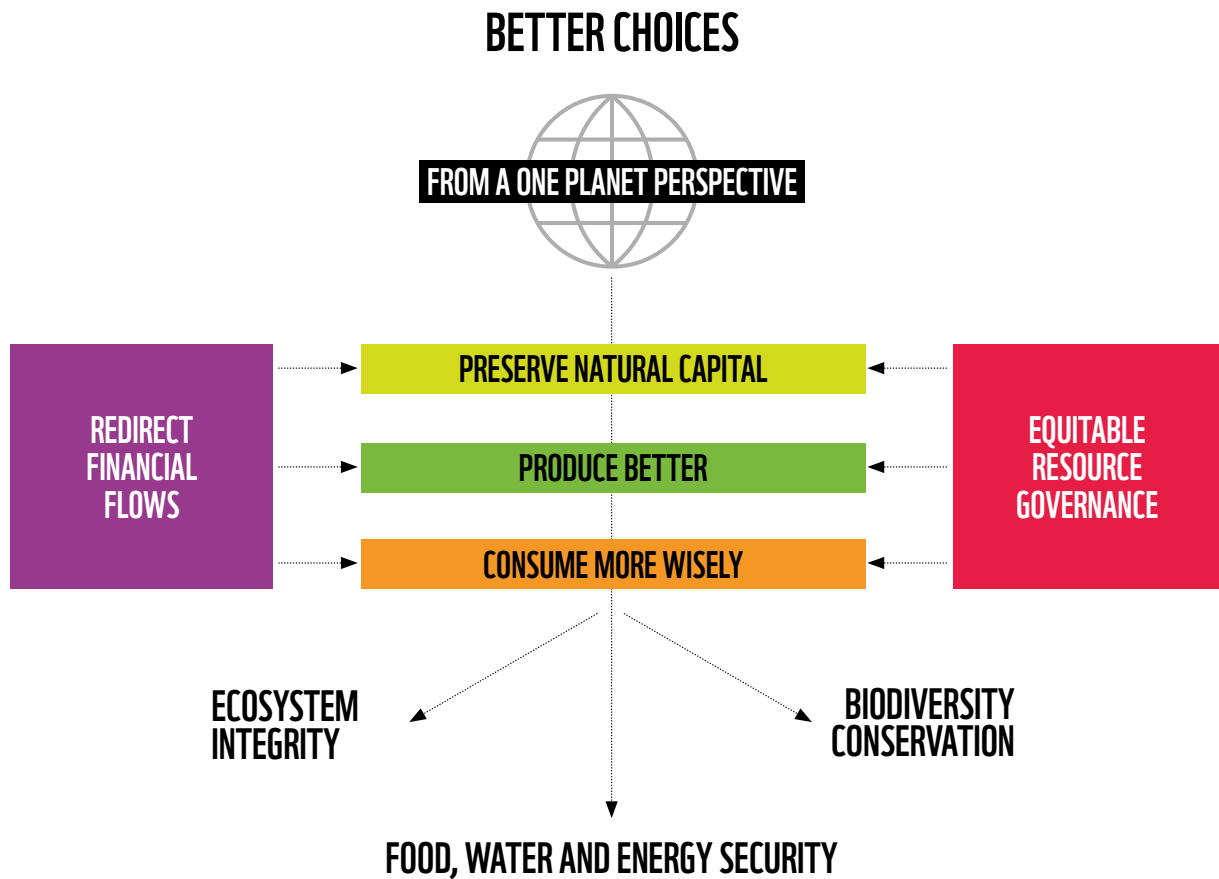 BETTER CHOICES
FROM A ONE PLANET PERSPECTIVE
REDIRECT
FINANCIAL
FLOWS
PRESERVE NATURAL CAPITAL
PRODUCE BETTER
CONSUME MORE WISELY
EQUITABLE
RESOURCE
GOVERNANCE
ECOSYSTEM
INTEGRITY
BIODIVERSITY
CONSERVATION
FOOD, WATER AND ENERGY SECURITY